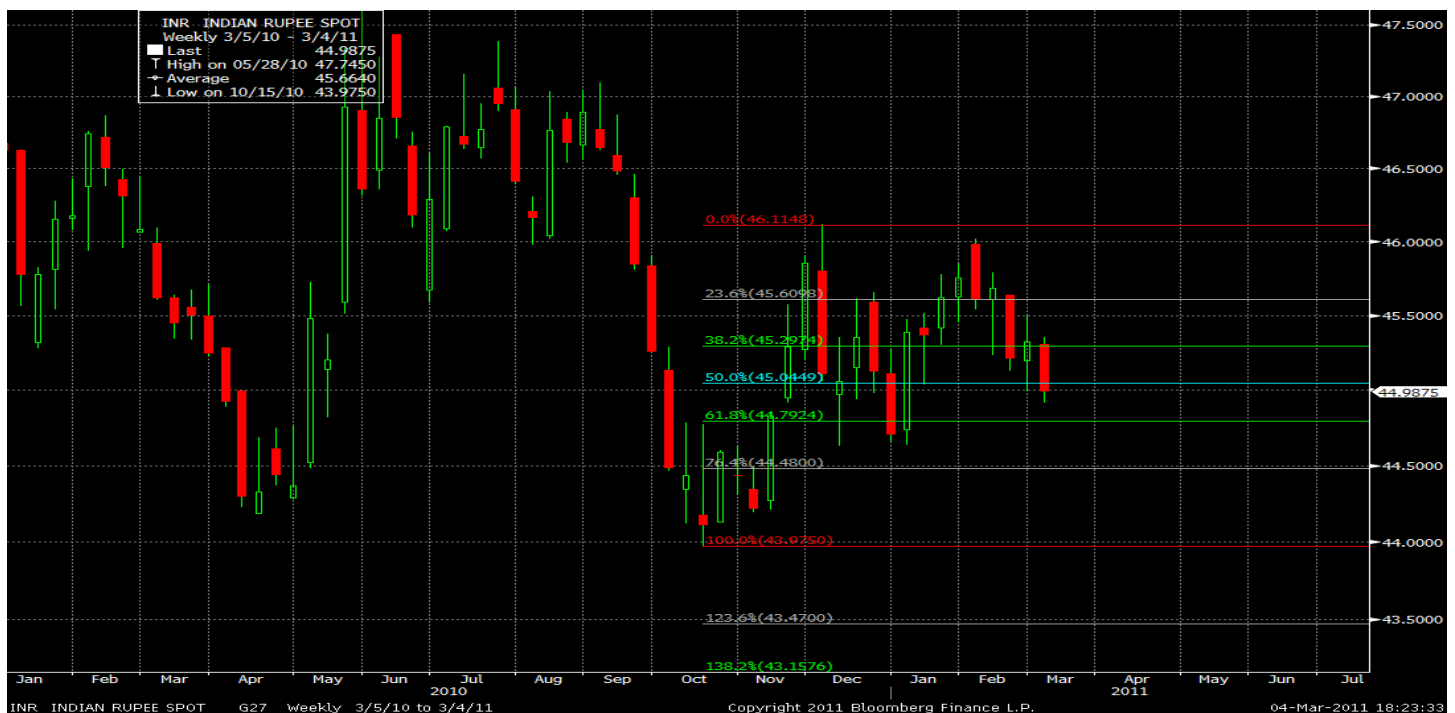 INR INDIAN RUPEE SPOT
Weekly 3/5/10 - 3/4/11
Last 44.9875
High on 05/28/10 47.7450
Average 45.6640
Low on 10/15/10 43.9750
47.5000
47.0000
46.5000
46.0000
45.5000
44.9875
44.5000
44.0000
43.5000
0.0%(46.1148)
23.6%(45.6098)
38.2%(45.2974)
50.0%(45.0449)
61.8%(44.7924)
76.4%(44.4800)
100.0%(43.9750)
123.6%(43.4700)
138.2%(43.1576)
Jan Feb Mar Apr May Jun Jul Aug Sep Oct Nov Dec Jan Feb Mar Apr May Jun Jul
2010 2011
INR INDIAN RUPEE SPOT G27 Weekly 3/5/10 to 3/4/11 Copyright 2011 Bloomberg Finance L.P. 04-Mar-2011 18:23:33